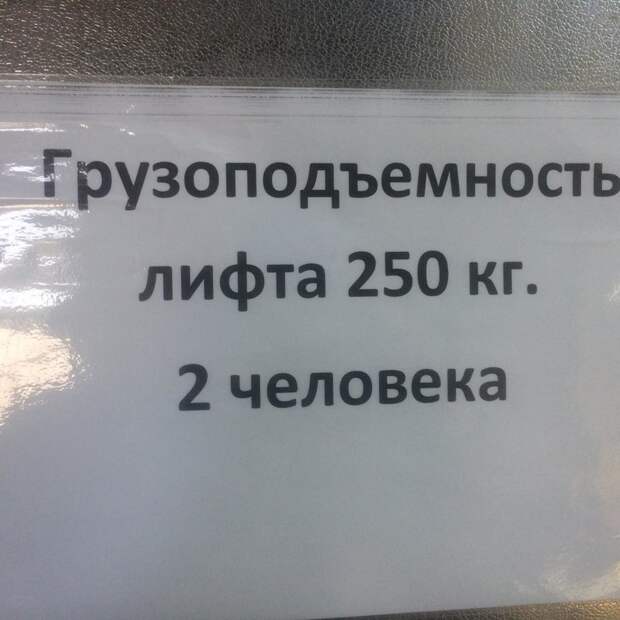 Грузоподъемность
лифта 250 кг.
2 человека